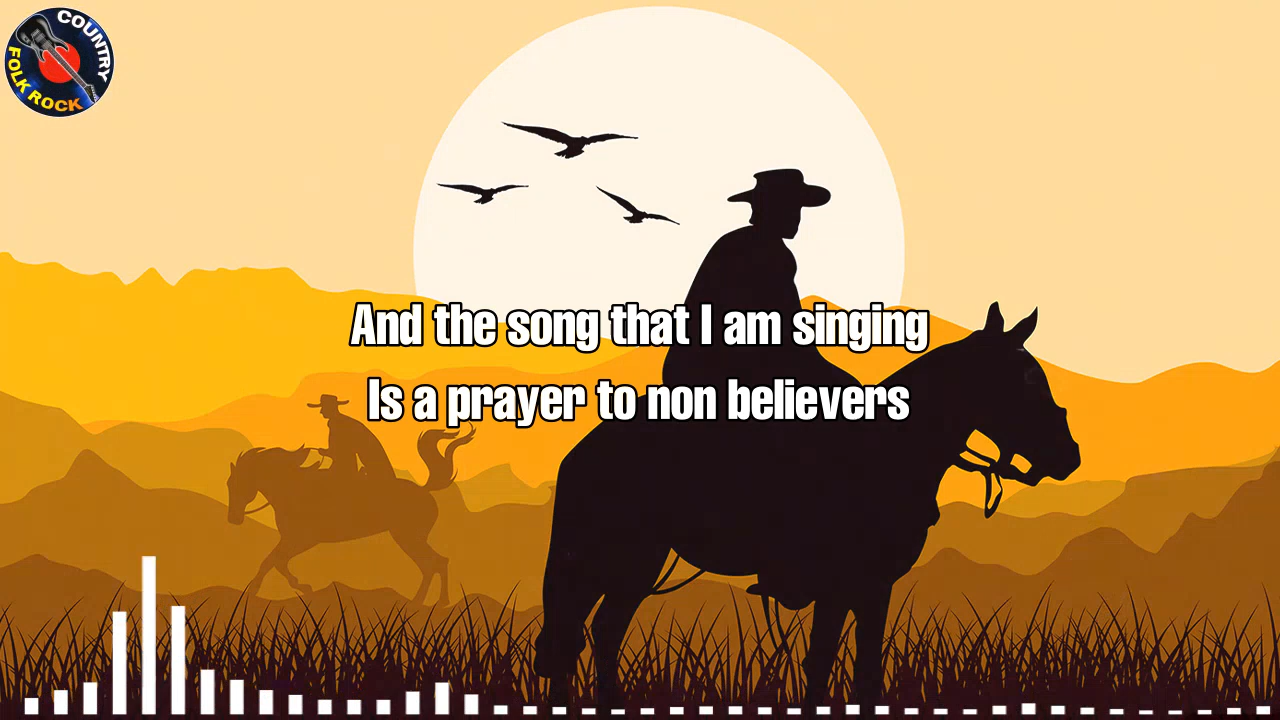 COUNTRY
FOLK ROCK
And the song that I am singing
Is a prayer to non believers